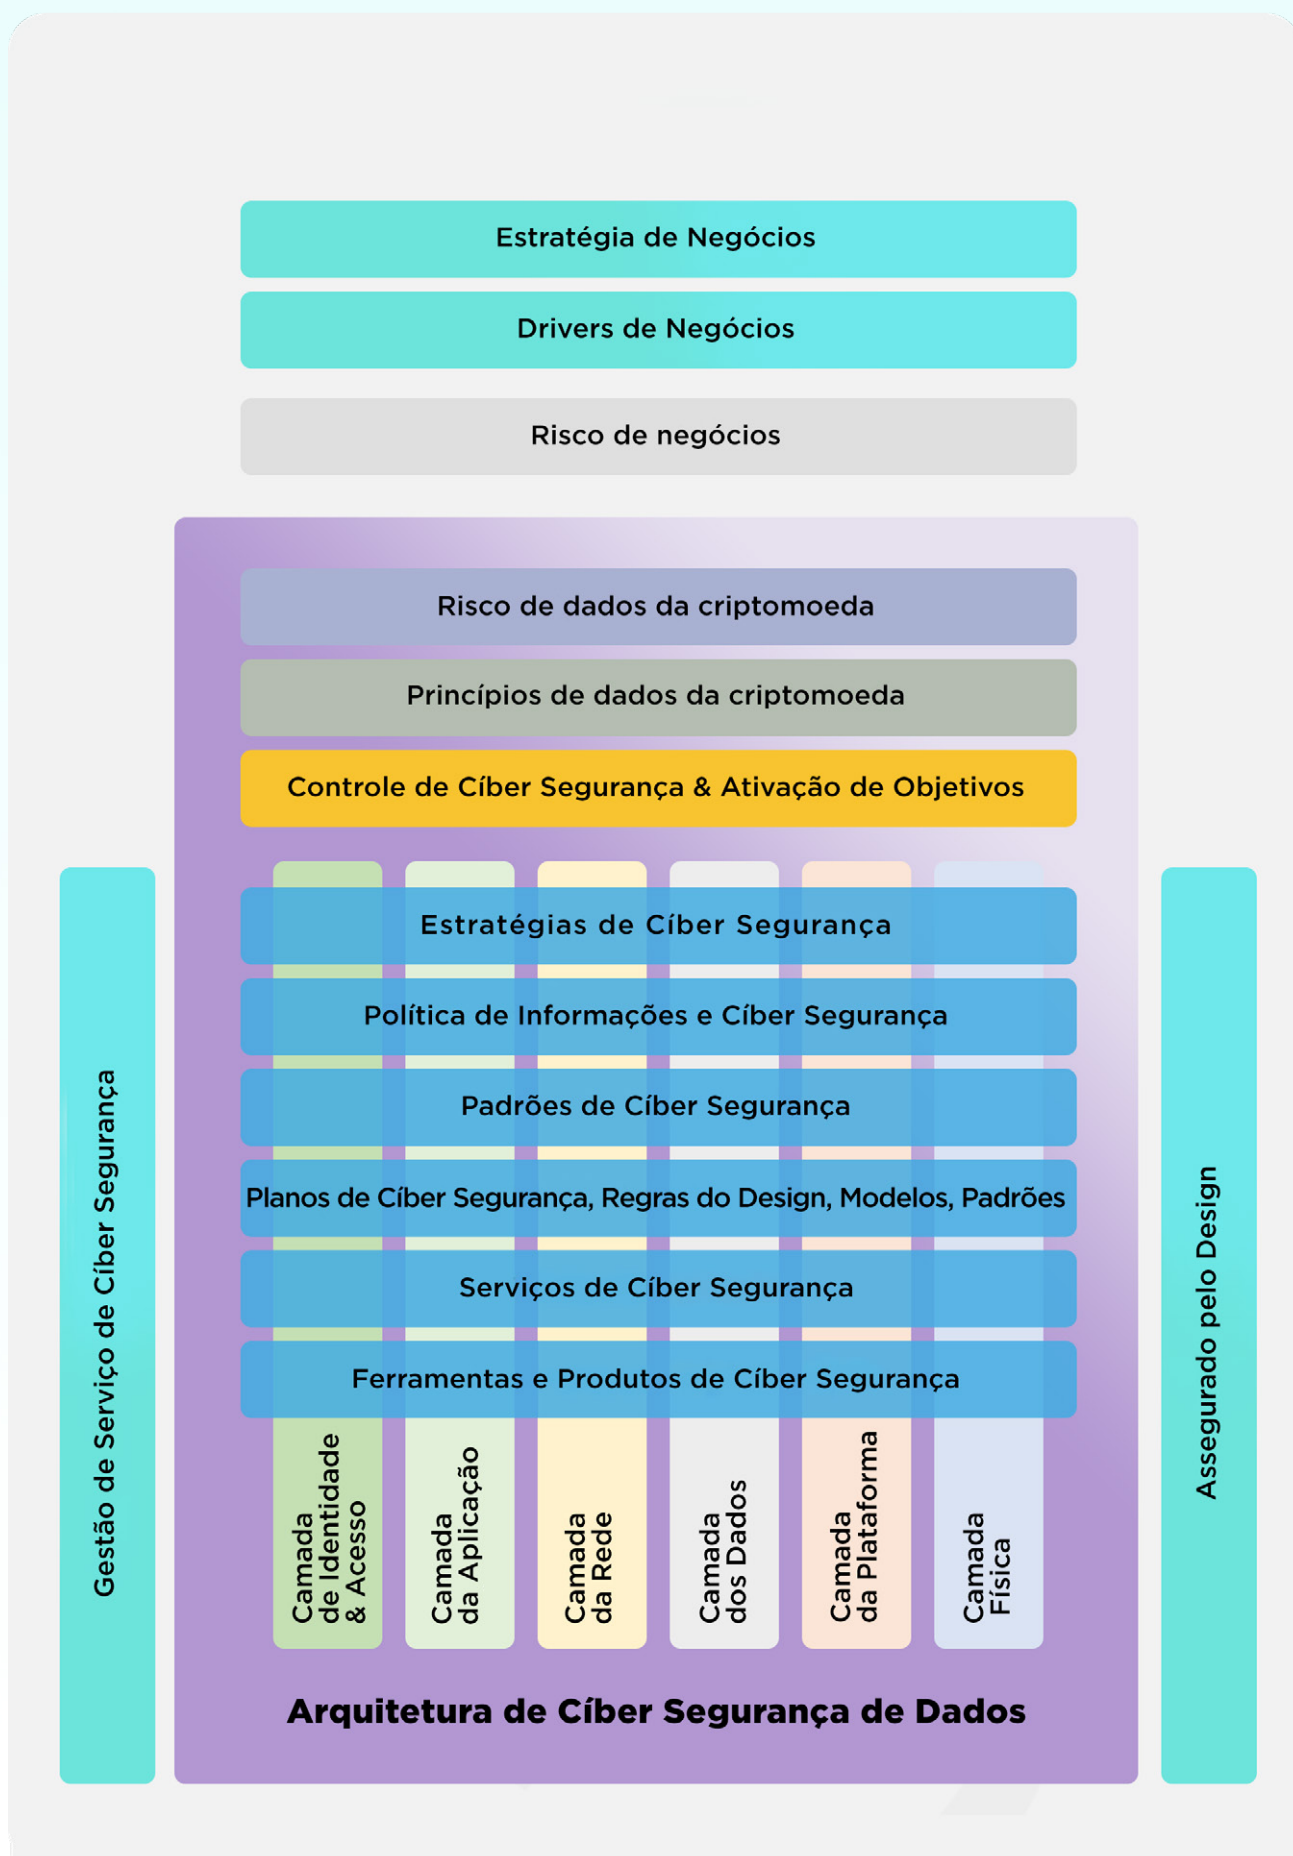 Estratégia de Negócios
Drivers de Negócios
Risco de negócios
Risco de dados da criptomoeda
Princípios de dados da criptomoeda
Controle de Cíber Segurança & Ativação de Objetivos
Estratégias de Cíber Segurança
Política de Informações e Cíber Segurança
Padrões de Cíber Segurança
Planos de Cíber Segurança, Regras do Design, Modelos, Padrões
Serviços de Cíber Segurança
Ferramentas e Produtos de Cíber Segurança
Gestão de Serviço de Cíber Segurança
Camada
de Identidade
& Acesso
Camada
da Aplicação
Camada
da Rede
Camada
dos Dados
Camada
da Plataforma
Camada
Física
Assegurado pelo Design
Arquitetura de Cíber Segurança de Dados